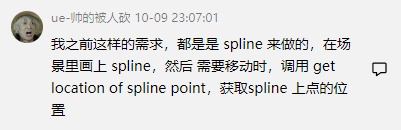 ue-帅的被人砍 10-09 23:07:01
我之前这样的需求，都是是 spline 来做的，在场
景里画上 spline，然后 需要移动时，调用 get
location of spline point，获取spline 上点的位
置